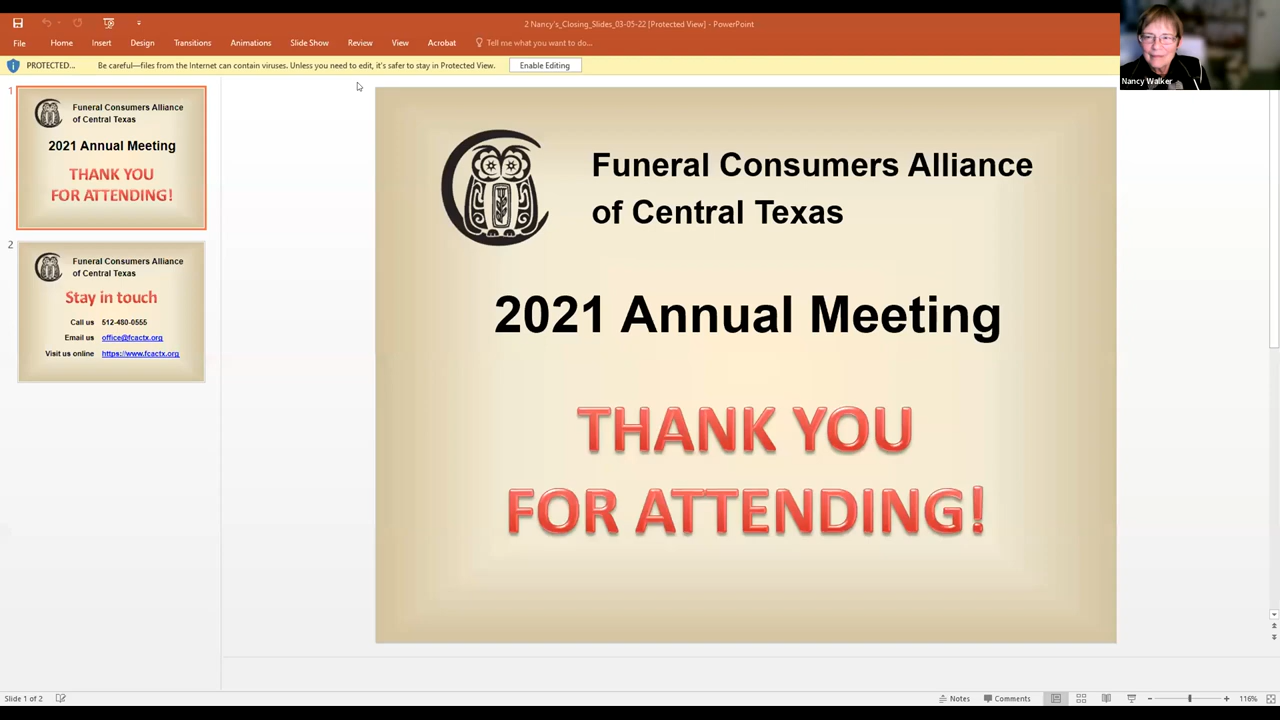 2 Nancy's_Closing_Slides_03-05-22 [Protected View] - PowerPoint
File Home Insert Design Transitions Animations Slide Show Review View Acrobat Tell me what you want to do...
PROTECTED... Be careful—files from the Internet can contain viruses. Unless you need to edit, it's safer to stay in Protected View. Enable Editing
Nancy Walker
1
Funeral Consumers Alliance
of Central Texas
2021 Annual Meeting
THANK YOU
FOR ATTENDING!
2
Funeral Consumers Alliance
of Central Texas
Stay in touch
Call us 512-480-0555
Email us office@fcactx.org
Visit us online https://www.fcactx.org
Funeral Consumers Alliance
of Central Texas
2021 Annual Meeting
THANK YOU
FOR ATTENDING!
Slide 1 of 2 Notes Comments 116%